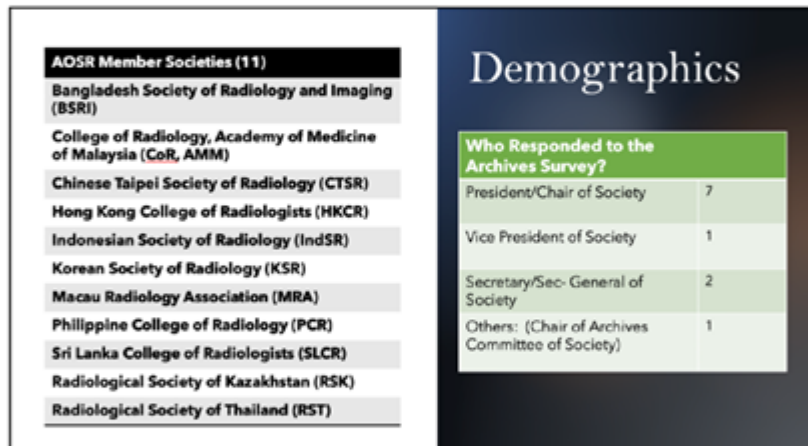 AOSR Member Societies (11)
Bangladesh Society of Radiology and Imaging
(BSRI)
College of Radiology, Academy of Medicine
of Malaysia (CoR, AMM)
Chinese Taipei Society of Radiology (CTSR)
Hong Kong College of Radiologists (HKCR)
Indonesian Society of Radiology (IndSR)
Korean Society of Radiology (KSR)
Macau Radiology Association (MRA)
Philippine College of Radiology (PCR)
Sri Lanka College of Radiologists (SLCR)
Radiological Society of Kazakhstan (RSK)
Radiological Society of Thailand (RST)
Demographics
Who Responded to the
Archives Survey?
President/Chair of Society 7
Vice President of Society 1
Secretary/Sec- General of 2
Society
Others: (Chair of Archives 1
Committee of Society)